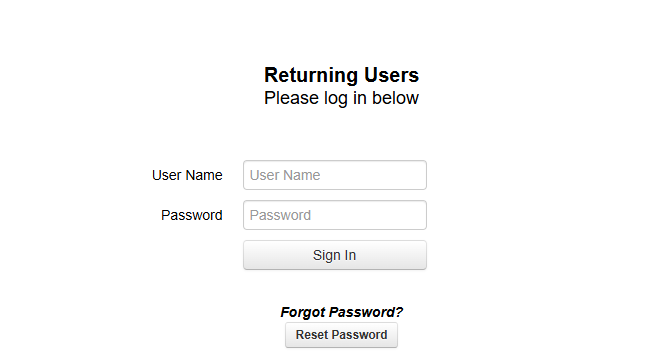 Returning Users
Please log in below
User Name User Name
Password Password
Sign In
Forgot Password?
Reset Password